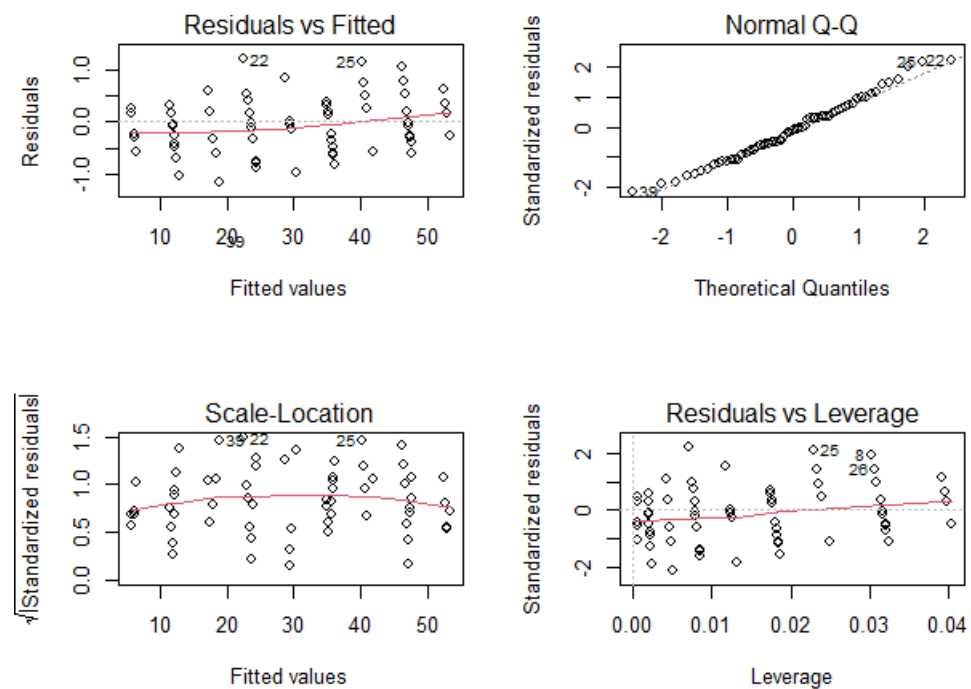 Residuals vs Fitted
Residuals
1.0
0.0
-1.0
22
25
39
10 20 30 40 50
Fitted values
Normal Q-Q
Standardized residuals
2
0
-2
25 22
39
-2 -1 0 1 2
Theoretical Quantiles
Scale-Location
√|Standardized residuals|
1.5
1.0
0.5
0.0
39 22
25
10 20 30 40 50
Fitted values
Residuals vs Leverage
Standardized residuals
2
0
-2
25
8
26
0.00 0.01 0.02 0.03 0.04
Leverage